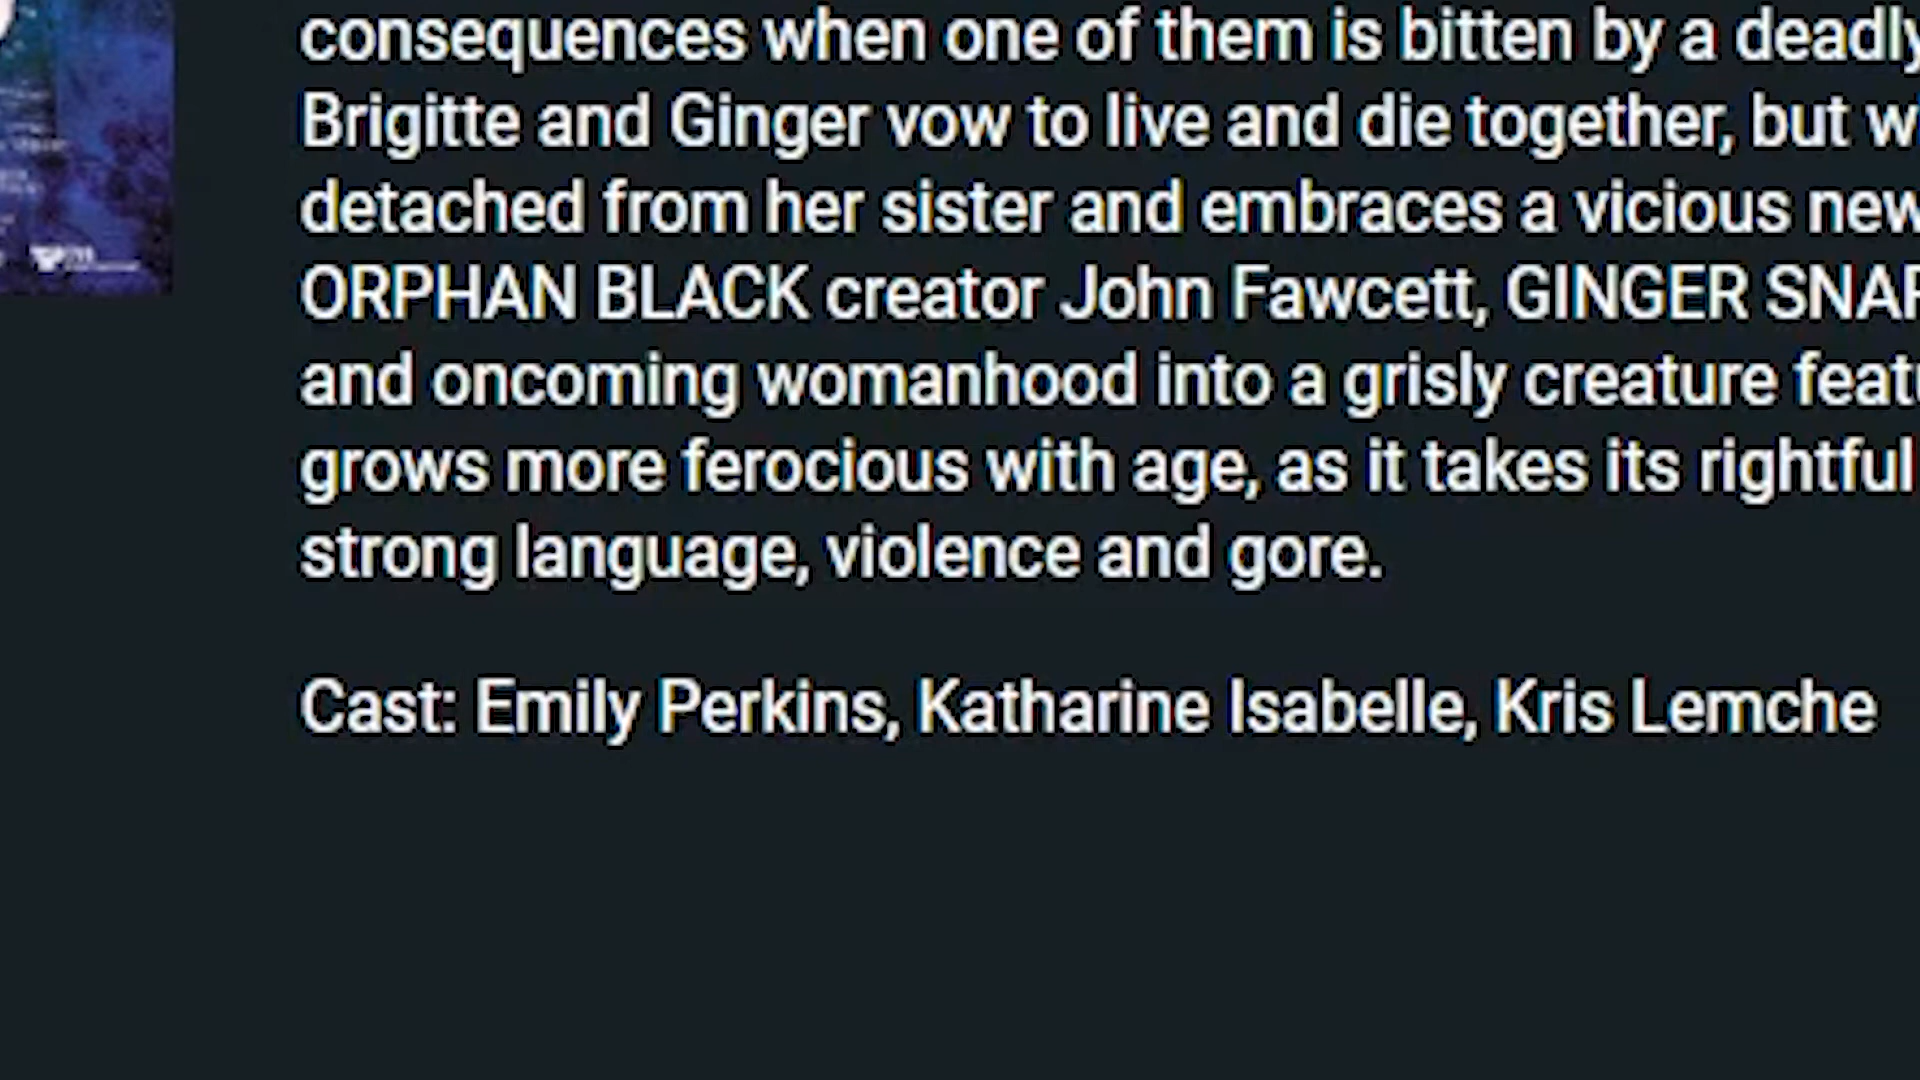 consequences when one of them is bitten by a deadly
Brigitte and Ginger vow to live and die together, but
detached from her sister and embraces a vicious new
ORPHAN BLACK creator John Fawcett, GINGER
and oncoming womanhood into a grisly creature
grows more ferocious with age, as it takes its rightful
strong language, violence and gore.
Cast: Emily Perkins, Katharine Isabelle, Kris Lemche